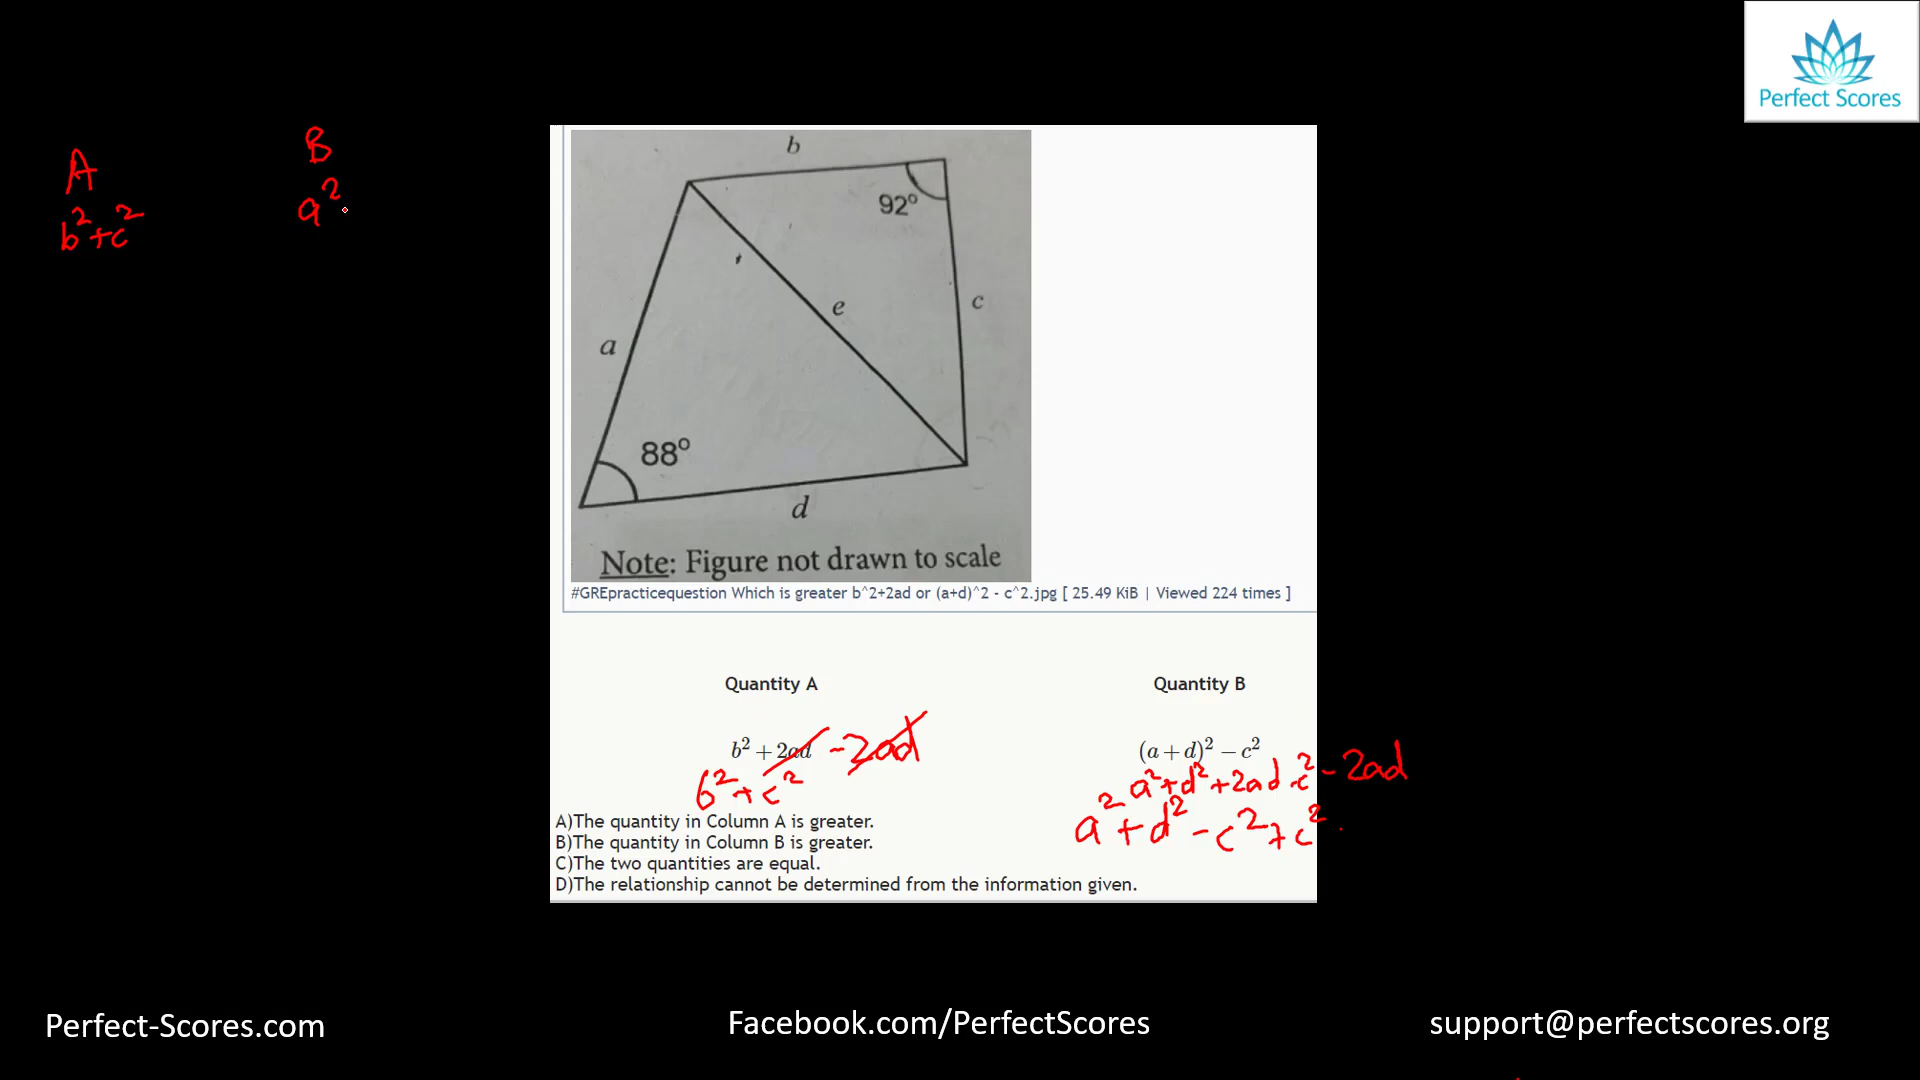 Perfect Scores
A
B
b²+c²
a²
b
92°
e
c
a
88°
d
Note: Figure not drawn to scale
#GREpracticequestion Which is greater b^2+2ad or (a+d)^2 - c^2.jpg [ 25.49 KiB | Viewed 224 times ]
Quantity A
Quantity B
b² + 2ad -2ad
(a + d)² − c²
a²+d²+2ad-c²-2ad
b²+c²
a²+d²-c²+c²
A)The quantity in Column A is greater.
B)The quantity in Column B is greater.
C)The two quantities are equal.
D)The relationship cannot be determined from the information given.
Perfect-Scores.com
Facebook.com/PerfectScores
support@perfectscores.org